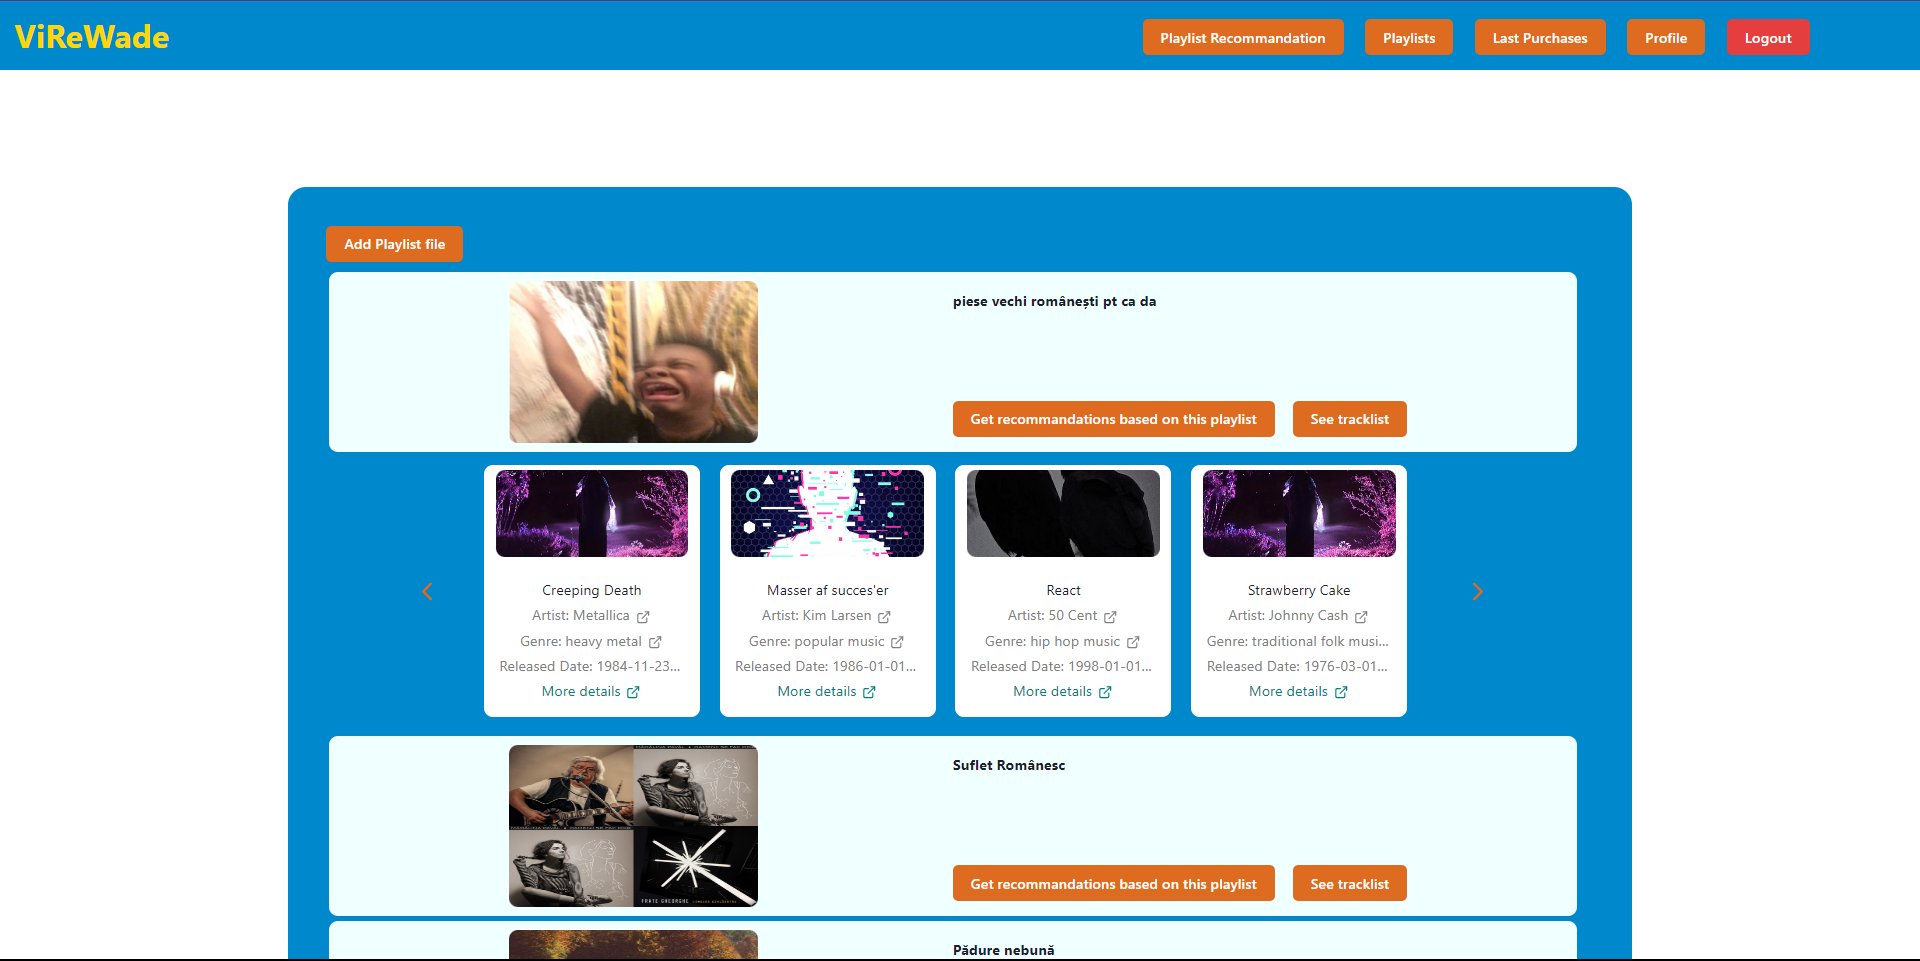 ViReWade
Playlist Recommandation
Playlists
Last Purchases
Profile
Logout
Add Playlist file
piese vechi românești pt ca da
Get recommandations based on this playlist
See tracklist
Creeping Death
Artist: Metallica
Genre: heavy metal
Released Date: 1984-11-23...
More details
Masser af succes'er
Artist: Kim Larsen
Genre: popular music
Released Date: 1986-01-01...
More details
React
Artist: 50 Cent
Genre: hip hop music
Released Date: 1998-01-01...
More details
Strawberry Cake
Artist: Johnny Cash
Genre: traditional folk musi...
Released Date: 1976-03-01...
More details
Suflet Românesc
FRATE GHEORGHE
Get recommandations based on this playlist
See tracklist
Pădure nebună